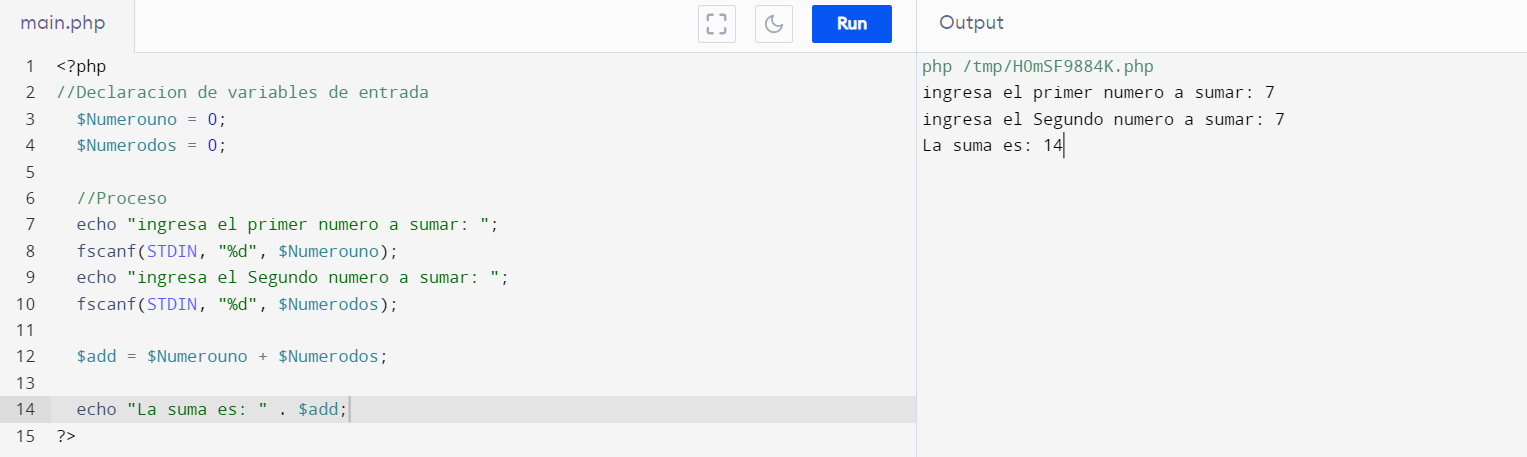 main.php
Run
Output
1 <?php
2 //Declaracion de variables de entrada
3 $Numerouno = 0;
4 $Numerodos = 0;
5
6 //Proceso
7 echo "ingresa el primer numero a sumar: ";
8 fscanf(STDIN, "%d", $Numerouno);
9 echo "ingresa el Segundo numero a sumar: ";
10 fscanf(STDIN, "%d", $Numerodos);
11
12 $add = $Numerouno + $Numerodos;
13
14 echo "La suma es: " . $add;
15 ?>
php /tmp/H0mSF9884K.php
ingresa el primer numero a sumar: 7
ingresa el Segundo numero a sumar: 7
La suma es: 14